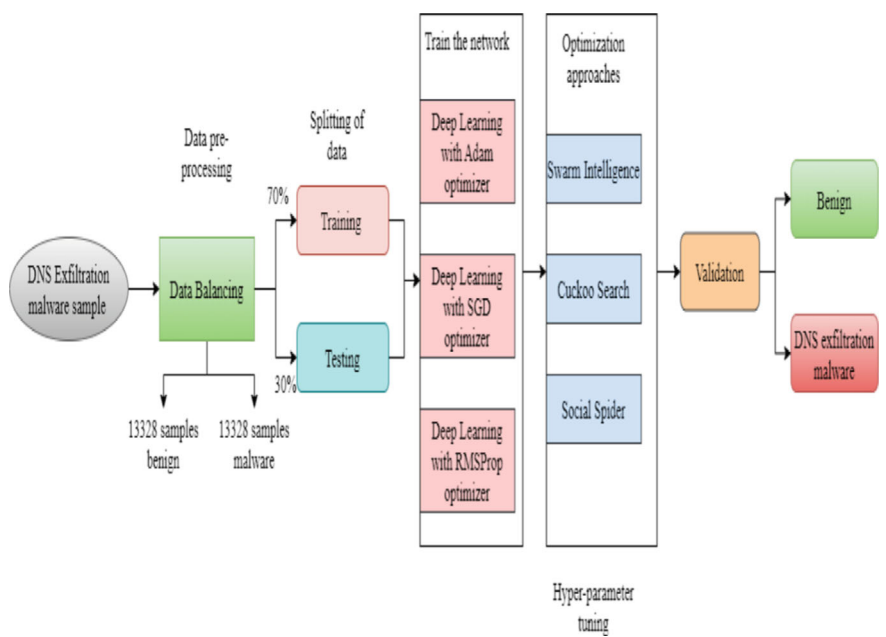 DNS Exfiltration
malware sample
Data pre-
processing
Data Balancing
13328 samples
benign
13328 samples
malware
Splitting of
data
70%
Training
Testing
30%
Train the network
Deep Learning
with Adam
optimizer
Deep Learning
with SGD
optimizer
Deep Learning
with RMSProp
optimizer
Optimization
approaches
Swarm Intelligence
Cuckoo Search
Social Spider
Hyper-parameter
tuning
Validation
Benign
DNS exfiltration
malware